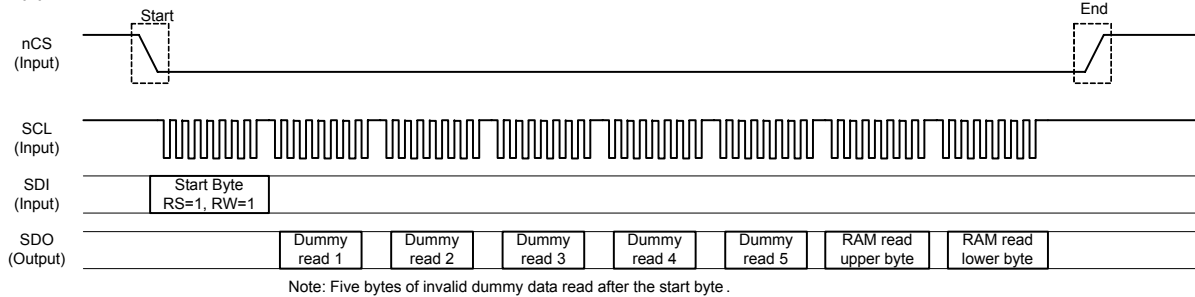 Start
End
nCS
(Input)
SCL
(Input)
SDI
(Input)
Start Byte
RS=1, RW=1
SDO
(Output)
Dummy
read 1
Dummy
read 2
Dummy
read 3
Dummy
read 4
Dummy
read 5
RAM read
upper byte
RAM read
lower byte
Note: Five bytes of invalid dummy data read after the start byte .